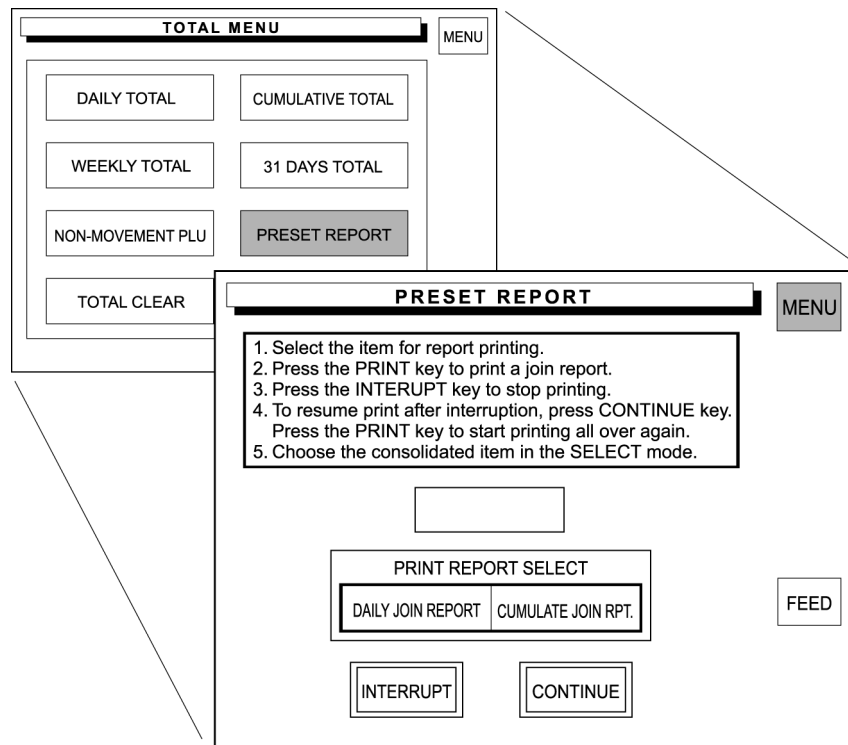 TOTAL MENU
MENU
DAILY TOTAL
CUMULATIVE TOTAL
WEEKLY TOTAL
31 DAYS TOTAL
NON-MOVEMENT PLU
PRESET REPORT
TOTAL CLEAR
PRESET REPORT
MENU
1. Select the item for report printing.
2. Press the PRINT key to print a join report.
3. Press the INTERUPT key to stop printing.
4. To resume print after interruption, press CONTINUE key.
Press the PRINT key to start printing all over again.
5. Choose the consolidated item in the SELECT mode.
PRINT REPORT SELECT
DAILY JOIN REPORT
CUMULATE JOIN RPT.
FEED
INTERRUPT
CONTINUE